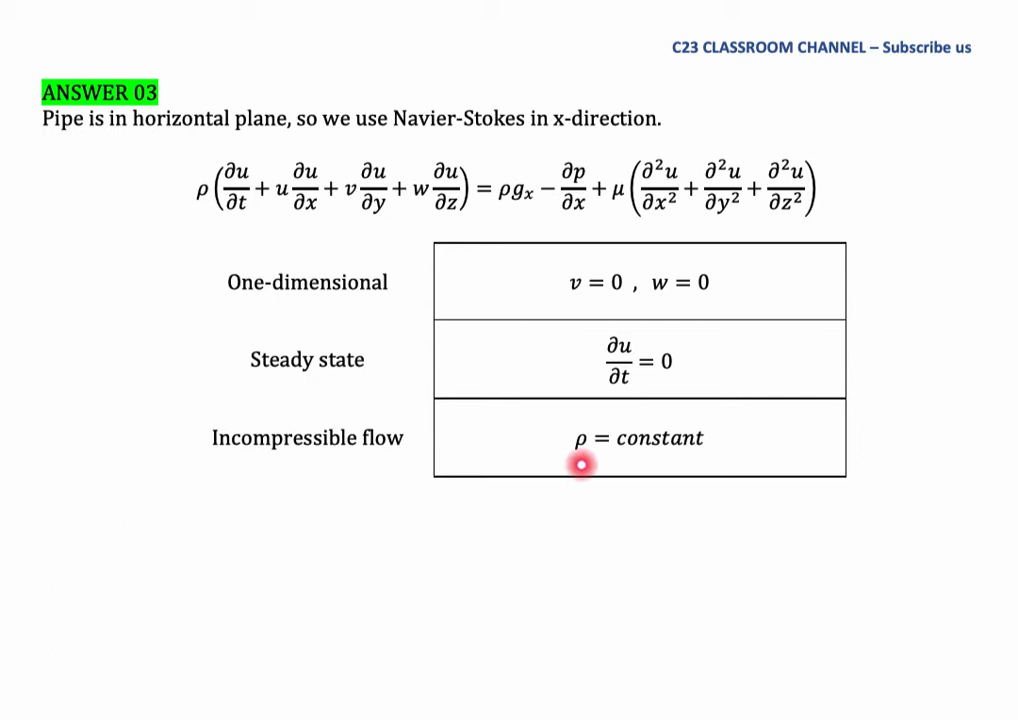 C23 CLASSROOM CHANNEL – Subscribe us
ANSWER 03
Pipe is in horizontal plane, so we use Navier-Stokes in x-direction.
ρ(∂u/∂t + u ∂u/∂x + v ∂u/∂y + w ∂u/∂z) = ρgₓ − ∂p/∂x + μ(∂²u/∂x² + ∂²u/∂y² + ∂²u/∂z²)
One-dimensional v = 0 , w = 0
Steady state ∂u/∂t = 0
Incompressible flow ρ = constant